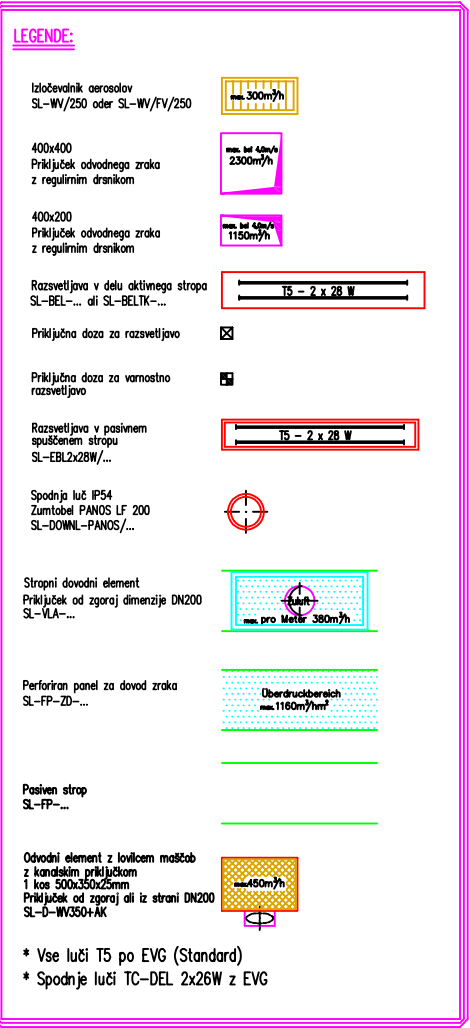 LEGENDE:
Izločevalnik aerosolov
SL-WV/250 oder SL-WV/FV/250
max. 300m³/h
400x400
Priključek odvodnega zraka
z regulirnim drsnikom
max. bei 4,0m/s
2300m³/h
400x200
Priključek odvodnega zraka
z regulirnim drsnikom
max. bei 4,0m/s
1150m³/h
Razsvetljava v delu aktivnega stropa
SL-BEL-... ali SL-BELTK-...
T5 - 2 x 28 W
Priključna doza za razsvetljavo
Priključna doza za varnostno
razsvetljavo
Razsvetljava v pasivnem
spuščenem stropu
SL-EBL2x28W/...
T5 - 2 x 28 W
Spodnja luč IP54
Zumtobel PANOS LF 200
SL-DOWNL-PANOS/...
Stropni dovodni element
Priključek od zgoraj dimenzije DN200
SL-VLA-...
Zuluft
max. pro Meter 380m³/h
Perforiran panel za dovod zraka
SL-FP-ZD-...
Überdruckbereich
max. 1160m³/hm²
Pasiven strop
SL-FP-...
Odvodni element z lovilcem maščob
z kanalskim priključkom
1 kos 500x350x25mm
Priključek od zgoraj ali iz strani DN200
SL-D-WV350+AK
max. 450m³/h
* Vse luči T5 po EVG (Standard)
* Spodnje luči TC-DEL 2x26W z EVG